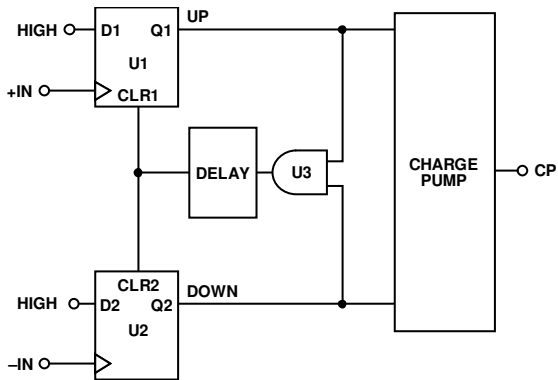 UP
HIGH
D1
Q1
U1
+IN
CLR1
DELAY
U3
CHARGE
PUMP
CP
CLR2
DOWN
HIGH
D2
Q2
U2
–IN